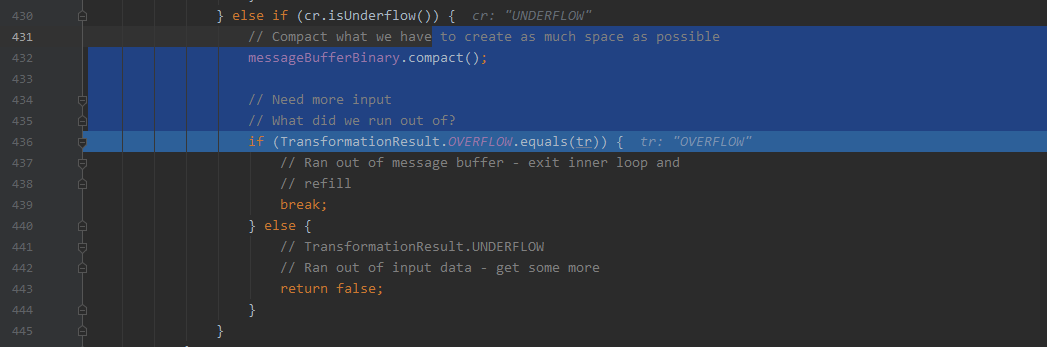 430 } else if (cr.isUnderflow()) { cr: "UNDERFLOW"
431 // Compact what we have to create as much space as possible
432 messageBufferBinary.compact();
433
434 // Need more input
435 // What did we run out of?
436 if (TransformationResult.OVERFLOW.equals(tr)) { tr: "OVERFLOW"
437 // Ran out of message buffer - exit inner loop and
438 // refill
439 break;
440 } else {
441 // TransformationResult.UNDERFLOW
442 // Ran out of input data - get some more
443 return false;
444 }
445 }